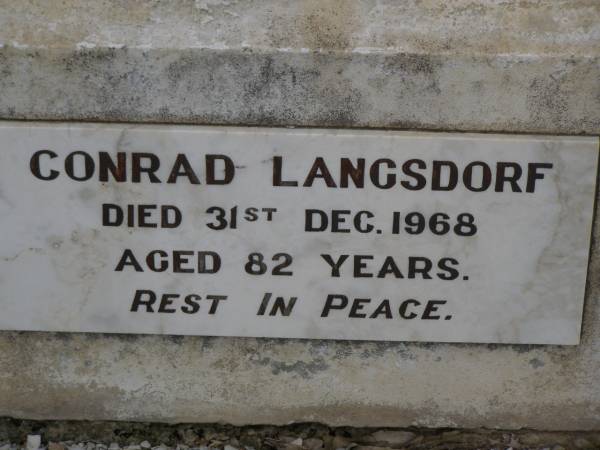 CONRAD LANGSDORF
DIED 31ST DEC. 1968
AGED 82 YEARS.
REST IN PEACE.